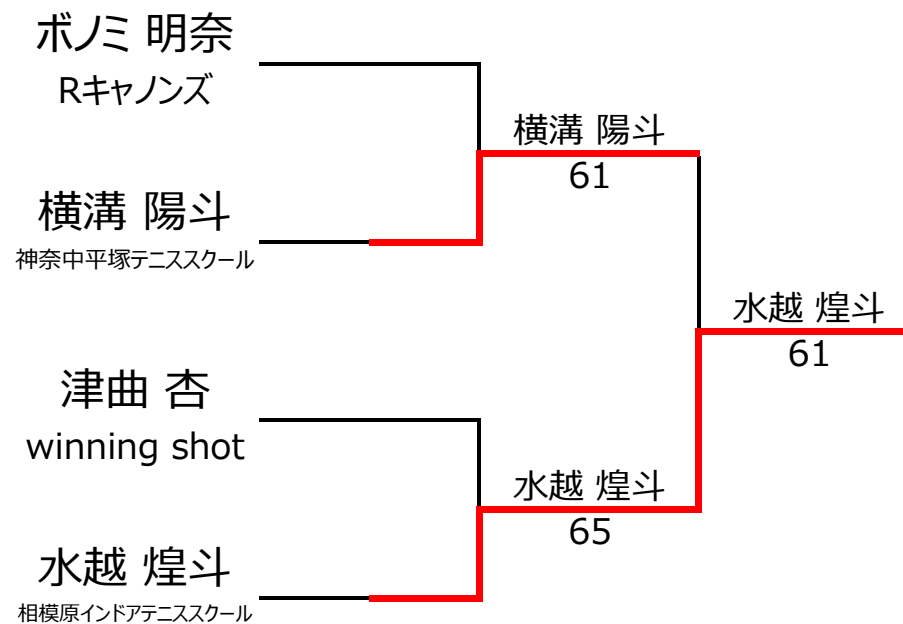 ボノミ 明奈
Rキャノンズ
横溝 陽斗
61
横溝 陽斗
神奈中平塚テニススクール
水越 煌斗
61
津曲 杏
winning shot
水越 煌斗
65
水越 煌斗
相模原インドアテニススクール